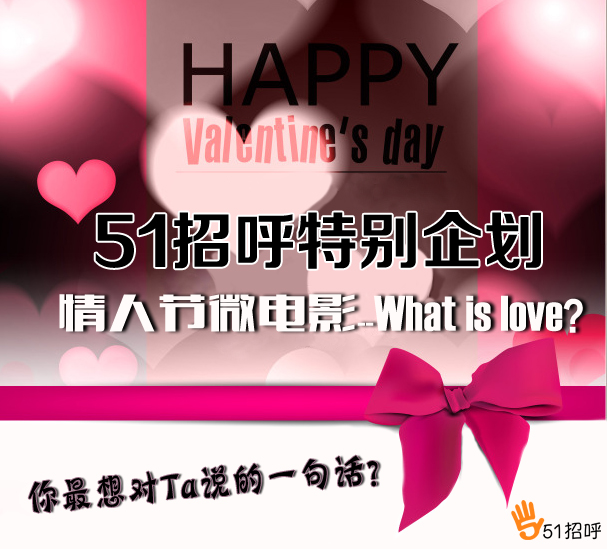 HAPPY
Valentine's day
51招呼特别企划
情人节微电影..What is love?
你最想对Ta说的一句话?
51招呼